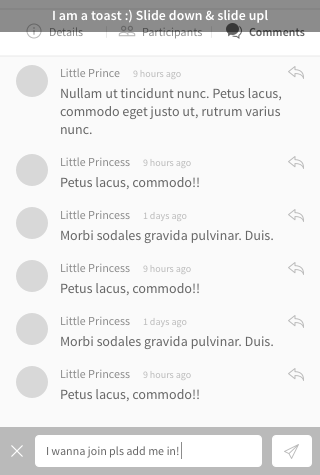 I am a toast :) Slide down & slide up!
Details Participants Comments
Little Prince 9 hours ago
Nullam ut tincidunt nunc. Petus lacus,
commodo eget justo ut, rutrum varius
nunc.
Little Princess 9 hours ago
Petus lacus, commodo!!
Little Princess 1 days ago
Morbi sodales gravida pulvinar. Duis.
Little Princess 9 hours ago
Petus lacus, commodo!!
Little Princess 1 days ago
Morbi sodales gravida pulvinar. Duis.
Little Princess 9 hours ago
Petus lacus, commodo!!
I wanna join pls add me in!